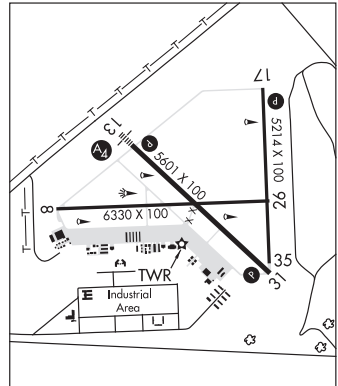 17
P
5214 X 100
13
P
A4
5601 X 100
8
6330 X 100
26
35
31
P
TWR
Industrial
Area